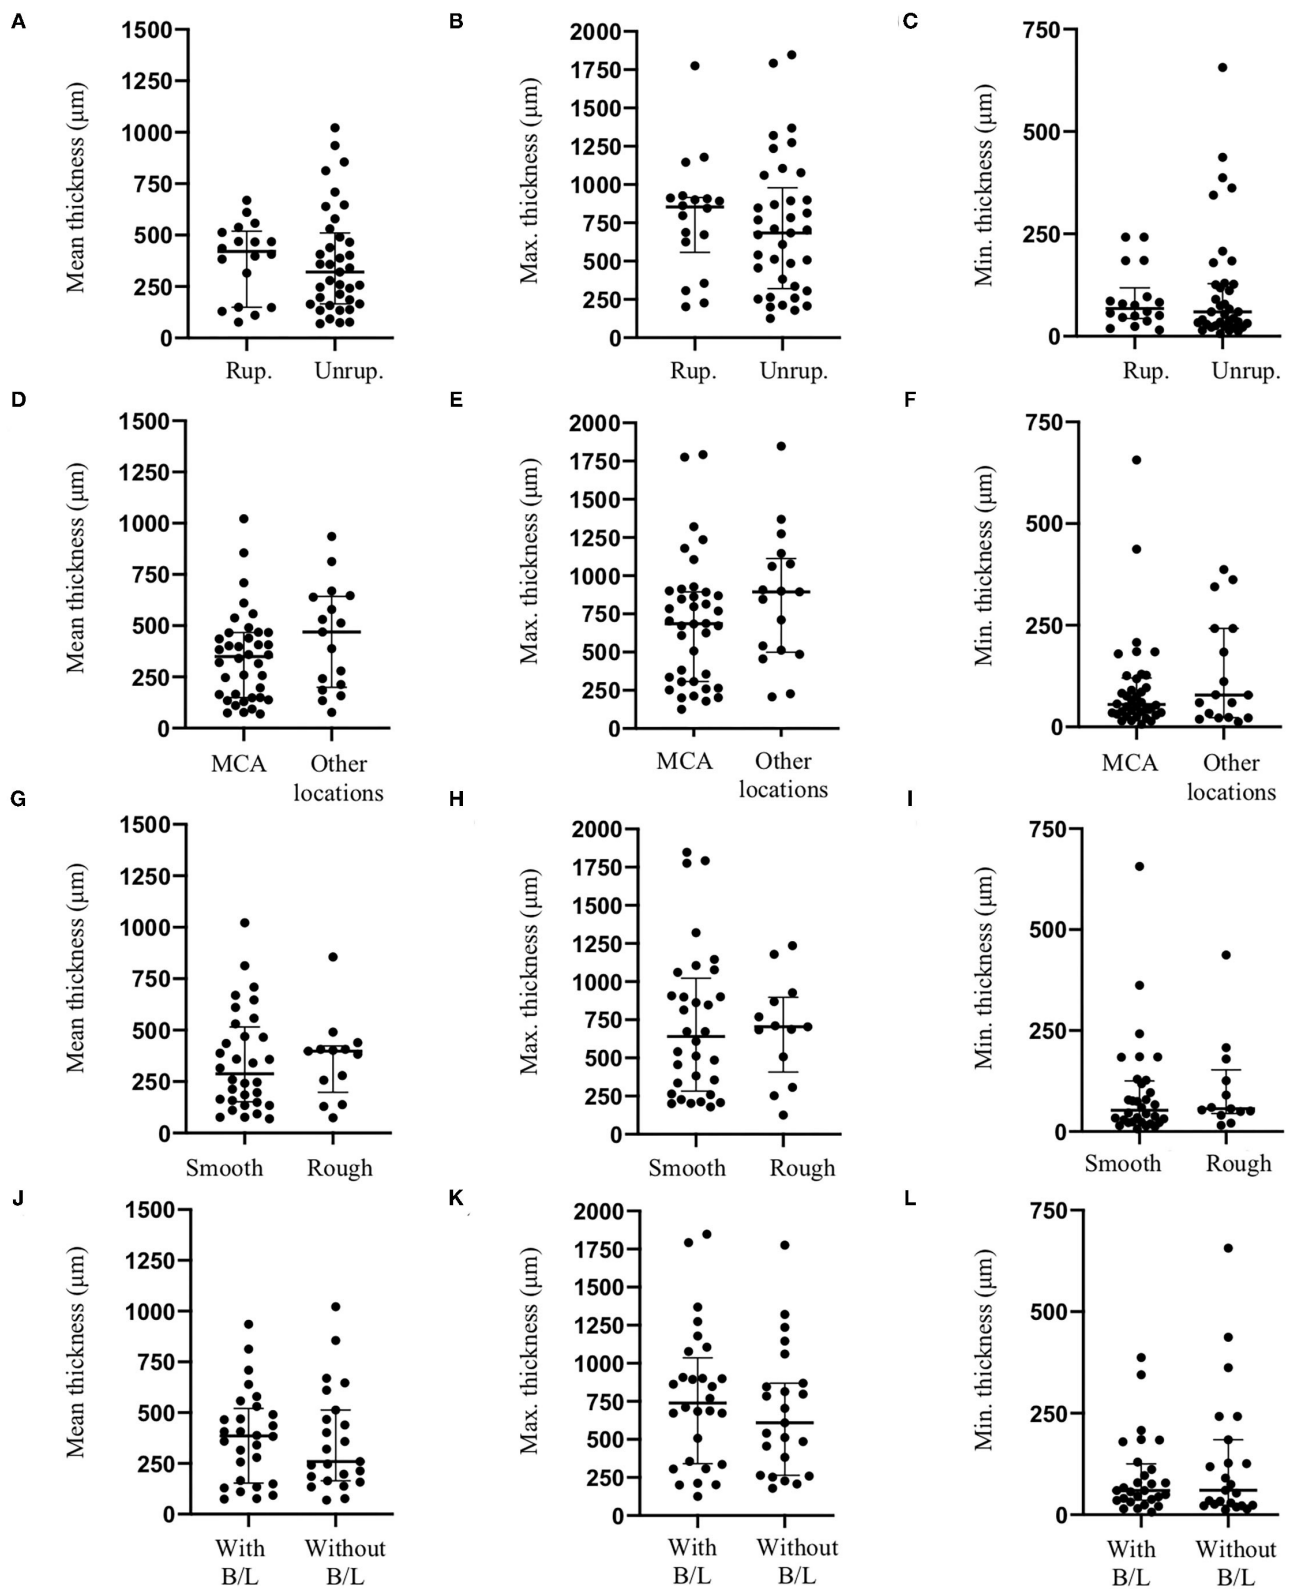 A
Mean thickness (μm)
1500
1250
1000
750
500
250
0
Rup. Unrup.
B
Max. thickness (μm)
2000
1750
1500
1250
1000
750
500
250
0
Rup. Unrup.
C
Min. thickness (μm)
750
500
250
0
Rup. Unrup.
D
Mean thickness (μm)
1500
1250
1000
750
500
250
0
MCA Other
locations
E
Max. thickness (μm)
2000
1750
1500
1250
1000
750
500
250
0
MCA Other
locations
F
Min. thickness (μm)
750
500
250
0
MCA Other
locations
G
Mean thickness (μm)
1500
1250
1000
750
500
250
0
Smooth Rough
H
Max. thickness (μm)
2000
1750
1500
1250
1000
750
500
250
0
Smooth Rough
I
Min. thickness (μm)
750
500
250
0
Smooth Rough
J
Mean thickness (μm)
1500
1250
1000
750
500
250
0
With Without
B/L B/L
K
Max. thickness (μm)
2000
1750
1500
1250
1000
750
500
250
0
With Without
B/L B/L
L
Min. thickness (μm)
750
500
250
0
With Without
B/L B/L